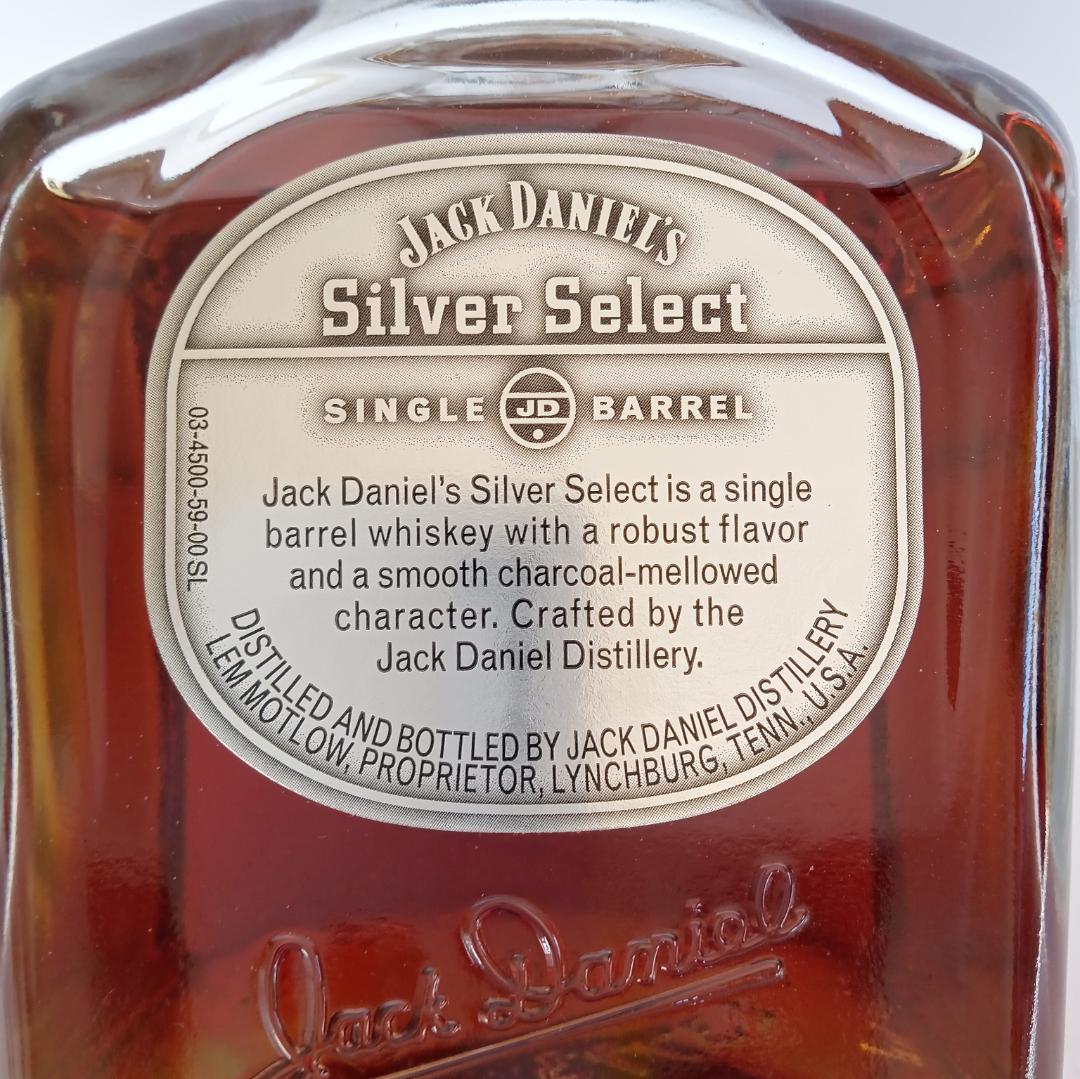 JACK DANIEL'S
Silver Select
SINGLE JD BARREL
03-4500-59-00SL
Jack Daniel's Silver Select is a single
barrel whiskey with a robust flavor
and a smooth charcoal-mellowed
character. Crafted by the
Jack Daniel Distillery.
DISTILLED AND BOTTLED BY JACK DANIEL DISTILLERY
LEM MOTLOW, PROPRIETOR, LYNCHBURG, TENN., U.S.A.
Jack Daniel